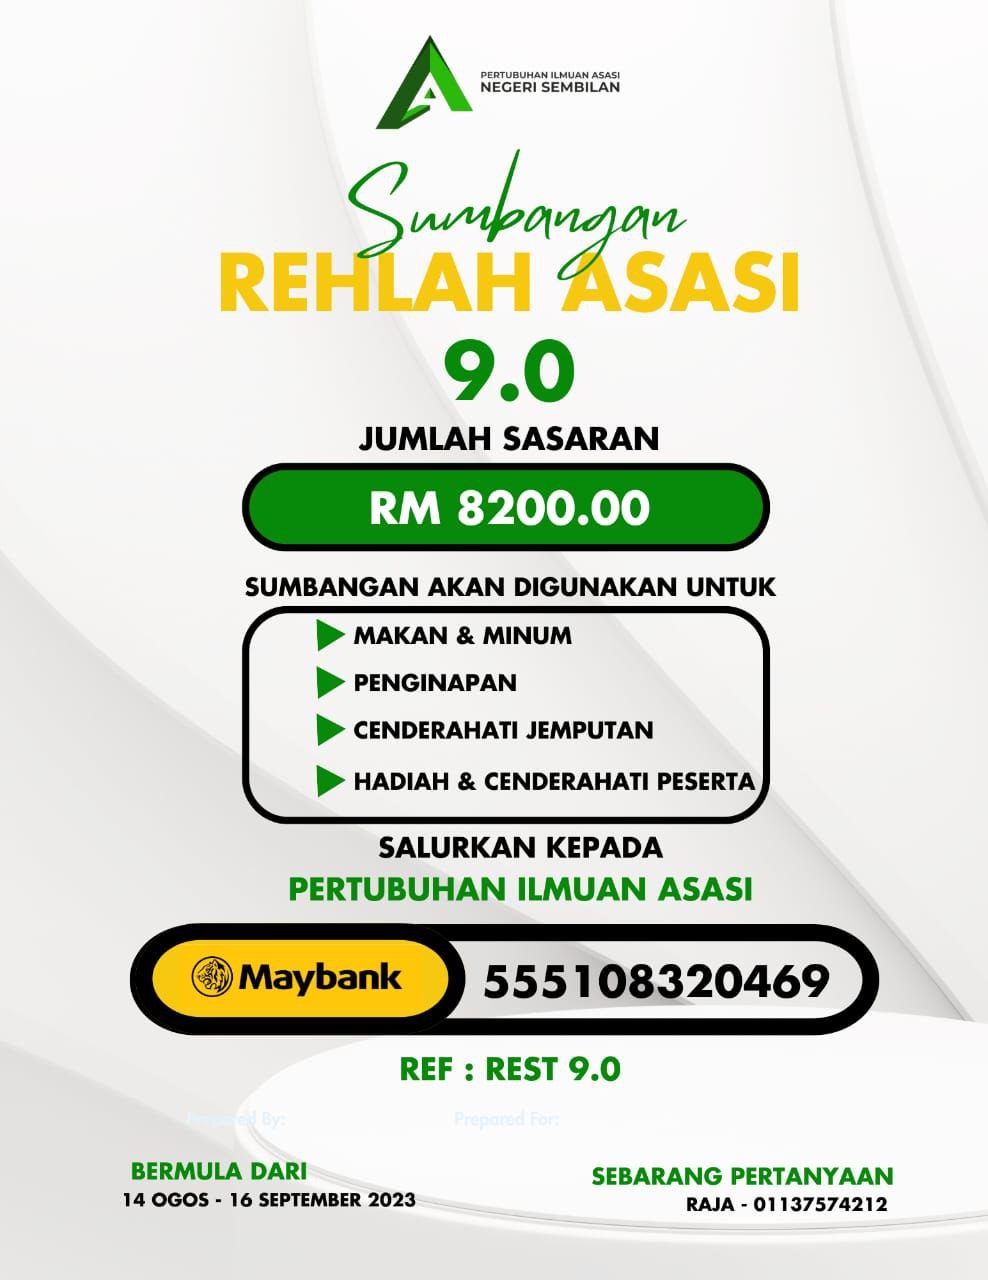 PERTUBUHAN ILMUAN ASASI
NEGERI SEMBILAN
Sumbangan
REHLAH ASASI
9.0
JUMLAH SASARAN
RM 8200.00
SUMBANGAN AKAN DIGUNAKAN UNTUK
MAKAN & MINUM
PENGINAPAN
CENDERAHATI JEMPUTAN
HADIAH & CENDERAHATI PESERTA
SALURKAN KEPADA
PERTUBUHAN ILMUAN ASASI
Maybank 555108320469
REF : REST 9.0
Prepared By: Prepared For:
BERMULA DARI
14 OGOS - 16 SEPTEMBER 2023
SEBARANG PERTANYAAN
RAJA - 01137574212